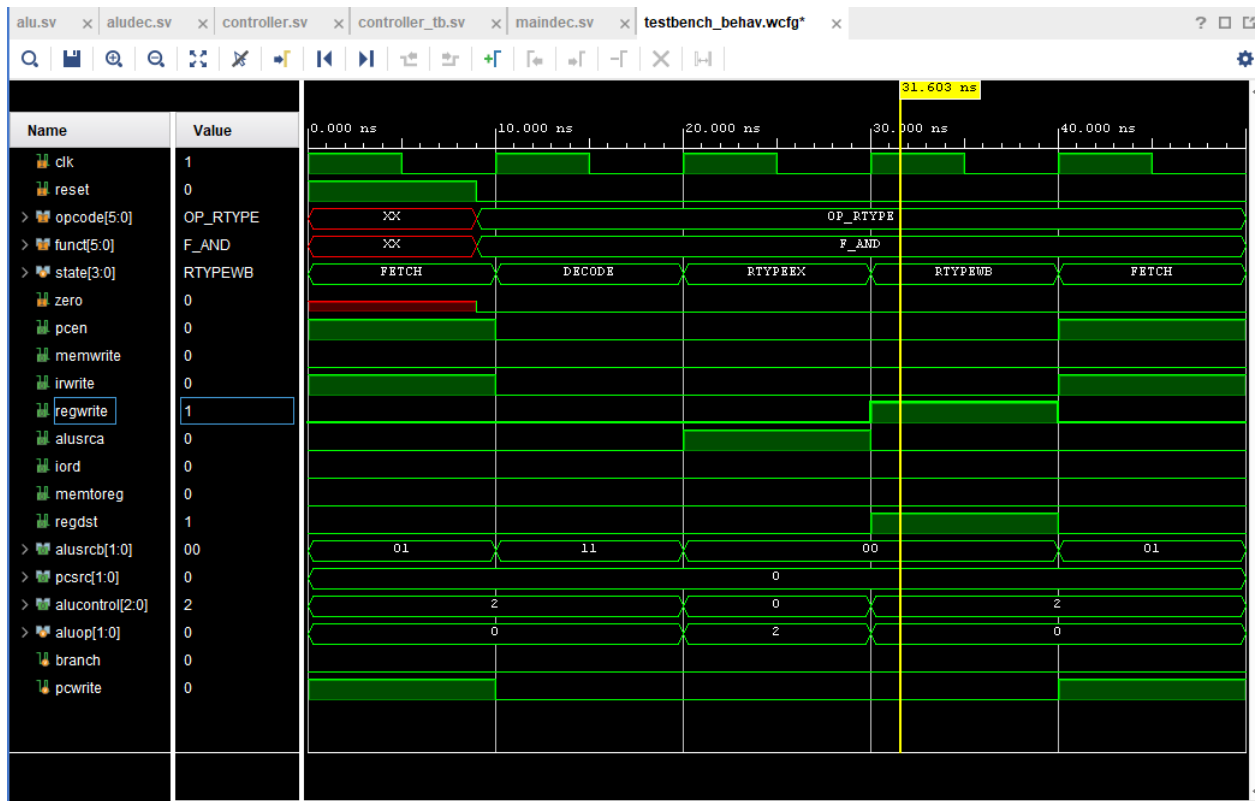 alu.sv × aludec.sv × controller.sv × controller_tb.sv × maindec.sv × testbench_behav.wcfg* × ?
31.603 ns
Name Value 0.000 ns 10.000 ns 20.000 ns 30.000 ns 40.000 ns
clk 1
reset 0
opcode[5:0] OP_RTYPE XX OP_RTYPE
funct[5:0] F_AND XX F_AND
state[3:0] RTYPEWB FETCH DECODE RTYPEEX RTYPEWB FETCH
zero 0
pcen 0
memwrite 0
irwrite 0
regwrite 1
alusrca 0
iord 0
memtoreg 0
regdst 1
alusrcb[1:0] 00 01 11 00 01
pcsrc[1:0] 0 0
alucontrol[2:0] 2 2 0 2
aluop[1:0] 0 0 2 0
branch 0
pcwrite 0